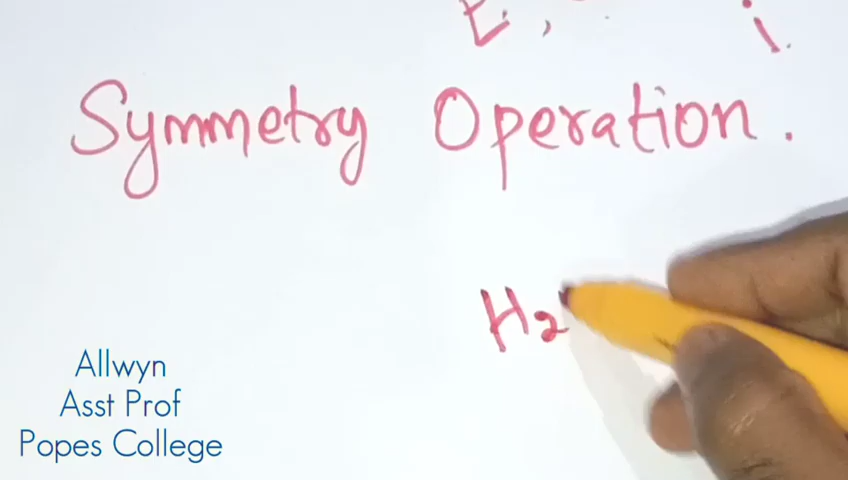 E, i.
Symmetry Operation.
H2
Allwyn
Asst Prof
Popes College